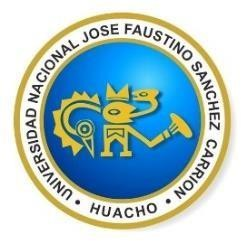 UNIVERSIDAD NACIONAL JOSE FAUSTINO SANCHEZ CARRION
· HUACHO ·